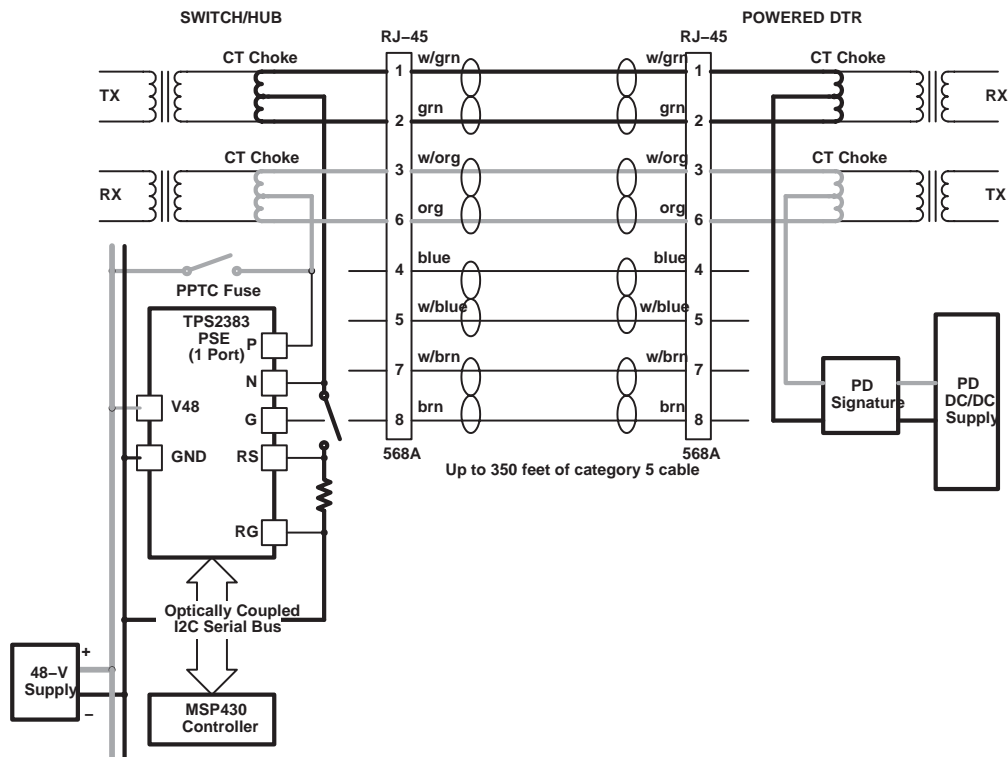 SWITCH/HUB
POWERED DTR
RJ–45
RJ–45
CT Choke
w/grn
w/grn
CT Choke
1
1
TX
RX
grn
grn
2
2
CT Choke
w/org
w/org
CT Choke
3
3
RX
TX
org
org
6
6
blue
blue
4
4
PPTC Fuse
w/blue
w/blue
5
5
TPS2383
PSE
(1 Port)
P
w/brn
w/brn
7
7
N
V48
G
brn
brn
8
8
PD
Signature
PD
DC/DC
Supply
GND
RS
568A
568A
Up to 350 feet of category 5 cable
RG
Optically Coupled
I2C Serial Bus
+
48–V
Supply
–
MSP430
Controller